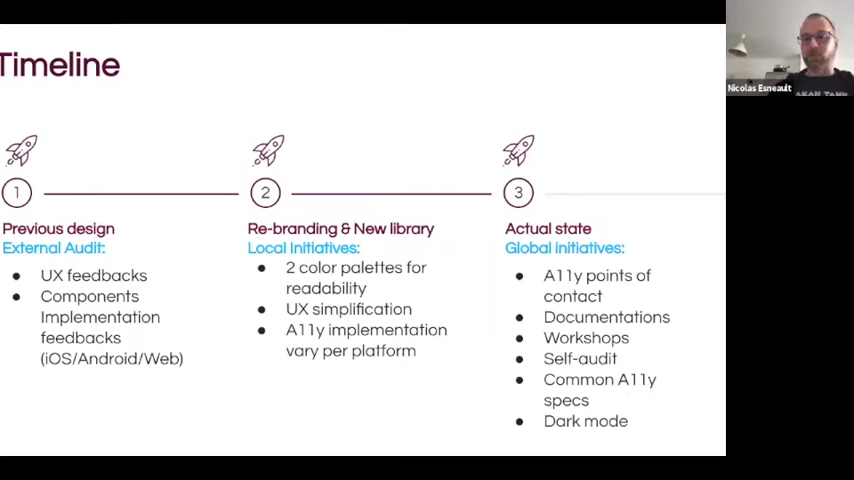 Timeline
Nicolas Esneault
1
2
3
Previous design
External Audit:
● UX feedbacks
● Components
Implementation
feedbacks
(iOS/Android/Web)
Re-branding & New library
Local Initiatives:
● 2 color palettes for
readability
● UX simplification
● A11y implementation
vary per platform
Actual state
Global initiatives:
● A11y points of
contact
● Documentations
● Workshops
● Self-audit
● Common A11y
specs
● Dark mode